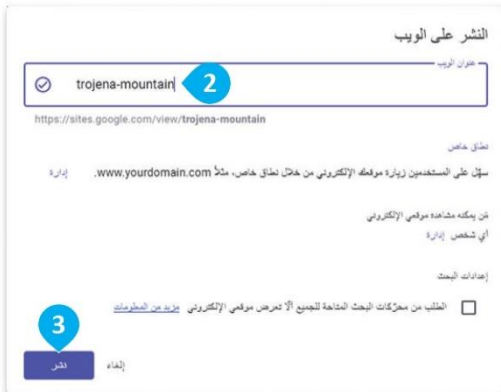 النشر على الويب
عنوان الويب
trojena-mountain
2
https://sites.google.com/view/trojena-mountain
نطاق خاص
سهّل على المستخدمين زيارة موقعك الإلكتروني من خلال نطاق خاص، مثلاً www.yourdomain.com. إدارة
مَن يمكنه مشاهدة موقعي الإلكتروني
أي شخص إدارة
إعدادات البحث
الطلب من محرّكات البحث المتاحة للجميع ألّا تعرض موقعي الإلكتروني مزيد من المعلومات
3
إلغاء نشر